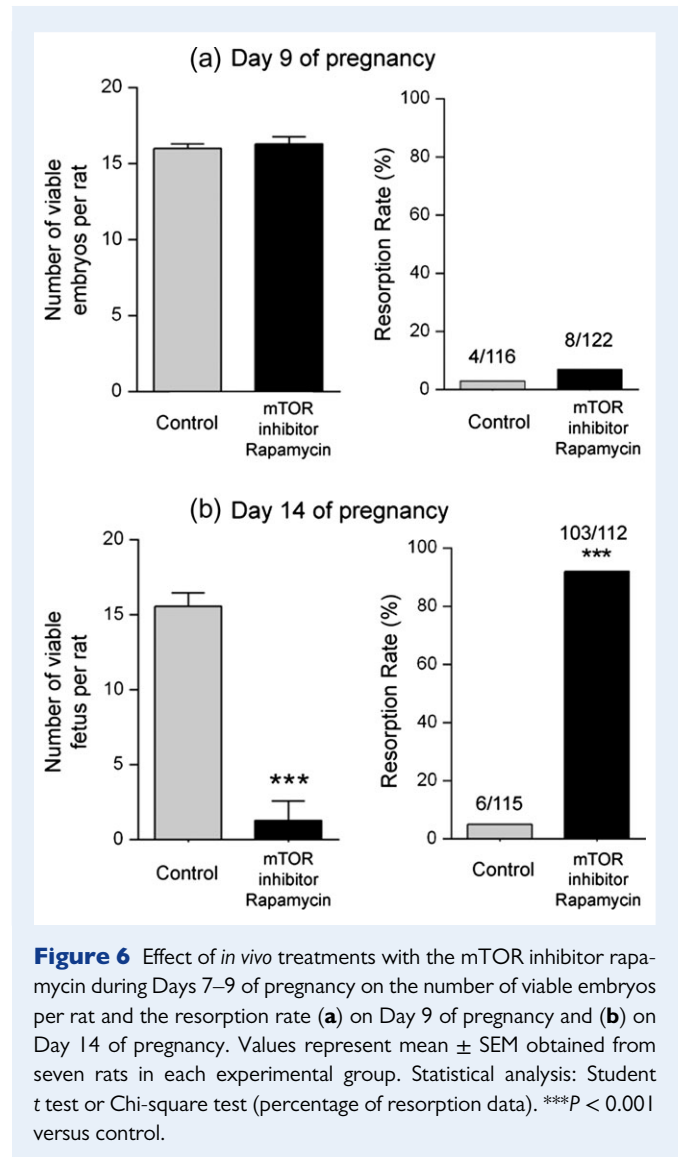 (a) Day 9 of pregnancy
Number of viable
embryos per rat
20
15
10
5
0
Control
mTOR
inhibitor
Rapamycin
Resorption Rate (%)
100
80
60
40
20
0
4/116
8/122
Control
mTOR
inhibitor
Rapamycin
(b) Day 14 of pregnancy
Number of viable
fetus per rat
20
15
10
5
0
***
Control
mTOR
inhibitor
Rapamycin
Resorption Rate (%)
100
80
60
40
20
0
6/115
103/112
***
Control
mTOR
inhibitor
Rapamycin
Figure 6 Effect of in vivo treatments with the mTOR inhibitor rapa-
mycin during Days 7–9 of pregnancy on the number of viable embryos
per rat and the resorption rate (a) on Day 9 of pregnancy and (b) on
Day 14 of pregnancy. Values represent mean ± SEM obtained from
seven rats in each experimental group. Statistical analysis: Student
t test or Chi-square test (percentage of resorption data). ***P < 0.001
versus control.